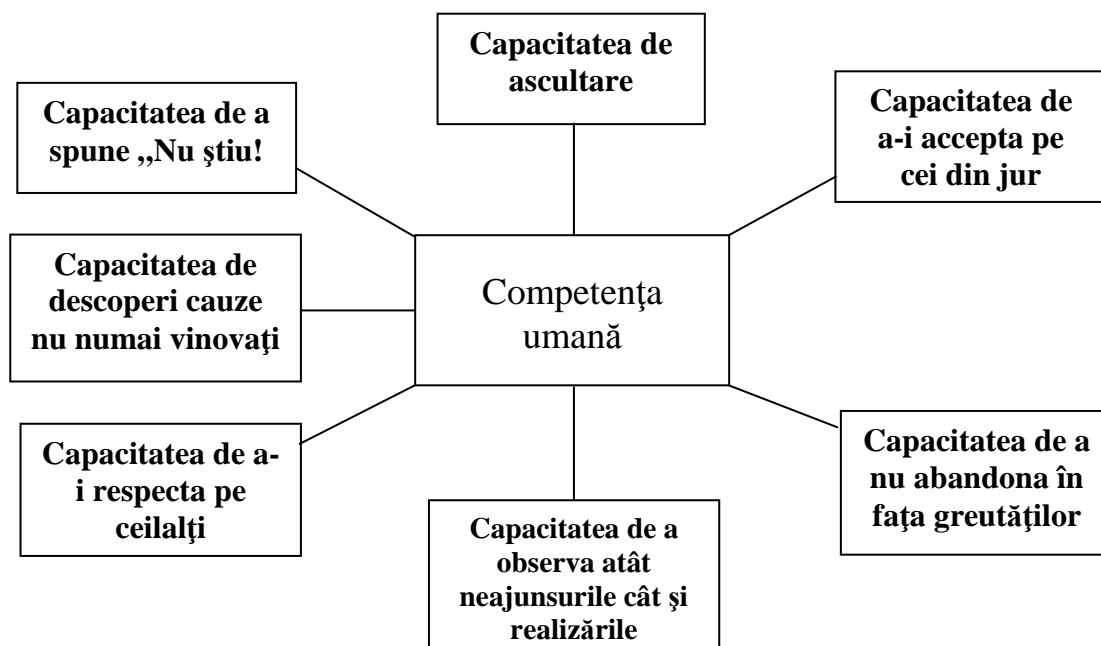 Capacitatea de
ascultare
Capacitatea de a
spune „Nu ştiu!
Capacitatea de
a-i accepta pe
cei din jur
Capacitatea de
descoperi cauze
nu numai vinovaţi
Competenţa
umană
Capacitatea de a-
i respecta pe
ceilalţi
Capacitatea de a
observa atât
neajunsurile cât şi
realizările
Capacitatea de a
nu abandona în
faţa greutăţilor